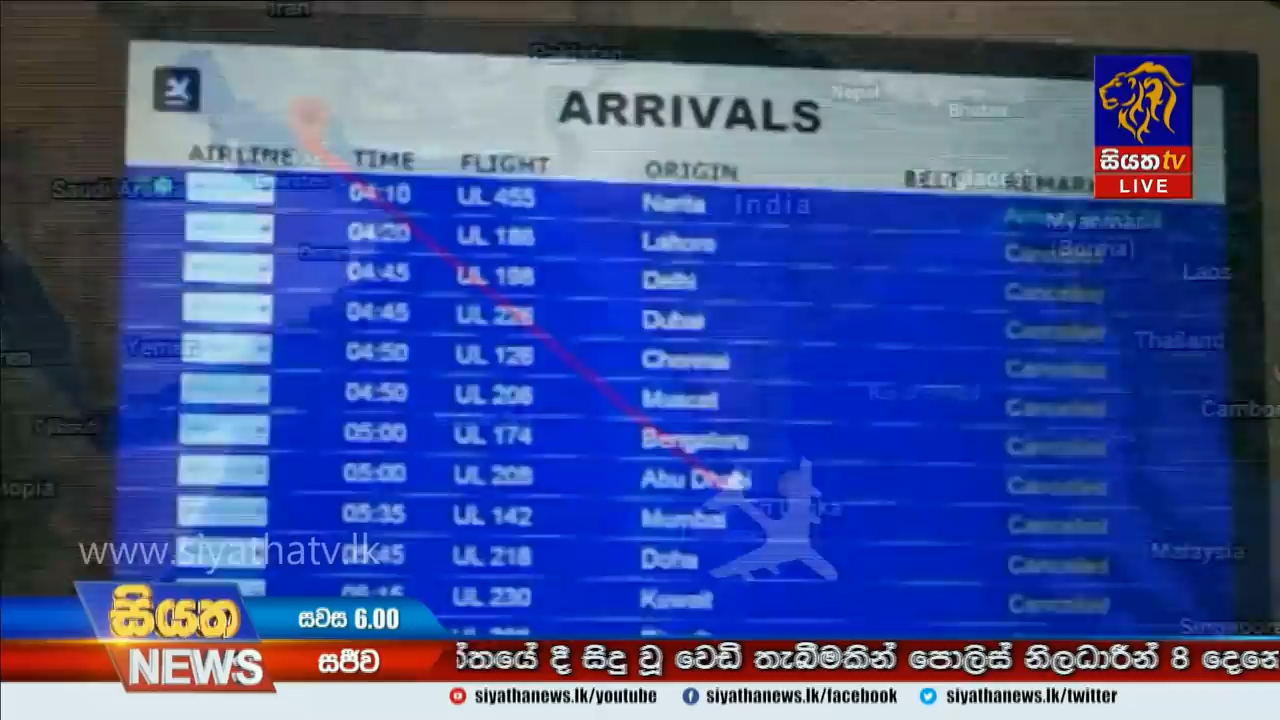 Iran
Pakistan
ARRIVALS
Nepal
Bhutan
සියත tv
LIVE
AIRLINE TIME FLIGHT ORIGIN BELT REMARK
Bangladesh
Saudi Arabia
04:10 UL 455 Narita
India
Myanmar
(Burma)
04:20 UL 186 Lahore
Laos
04:45 UL 196 Delhi Cancelled
04:45 UL 226 Dubai Cancelled
Thailand
Yemen
04:50 UL 126 Chennai Cancelled
04:50 UL 206 Muscat Cancelled
05:00 UL 174 Bengaluru Cancelled
05:00 UL 208 Abu Dhabi Cancelled
05:35 UL 142 Mumbai Cancelled
UL 218 Doha Cancelled
Malaysia
UL 230 Kuwait Cancelled
www.siyathatv.lk
සියත
NEWS
සවස 6.00
සජීව
ේ දී සිදු වූ වෙඩි තැබීමකින් පොලිස් නිලධාරීන් 8 දෙනෙ
siyathanews.lk/youtube siyathanews.lk/facebook siyathanews.lk/twitter